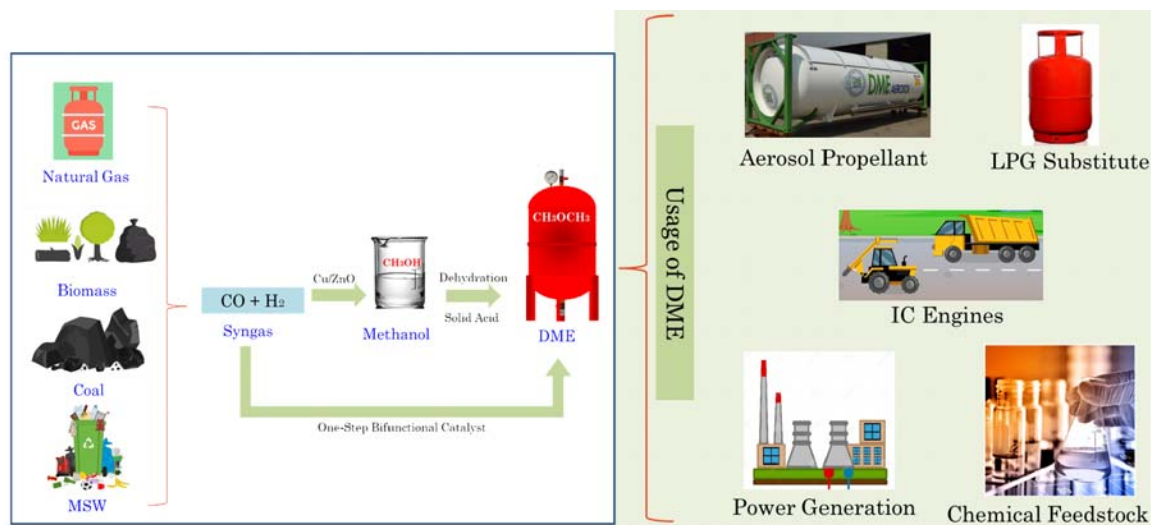 GAS
Natural Gas
Biomass
Coal
MSW
CO + H₂
Syngas
Cu/ZnO
CH₃OH
Methanol
Dehydration
Solid Acid
CH₃OCH₃
DME
One-Step Bifunctional Catalyst
Usage of DME
DME
AEROSOL
Aerosol Propellant
LPG Substitute
IC Engines
Power Generation
Chemical Feedstock